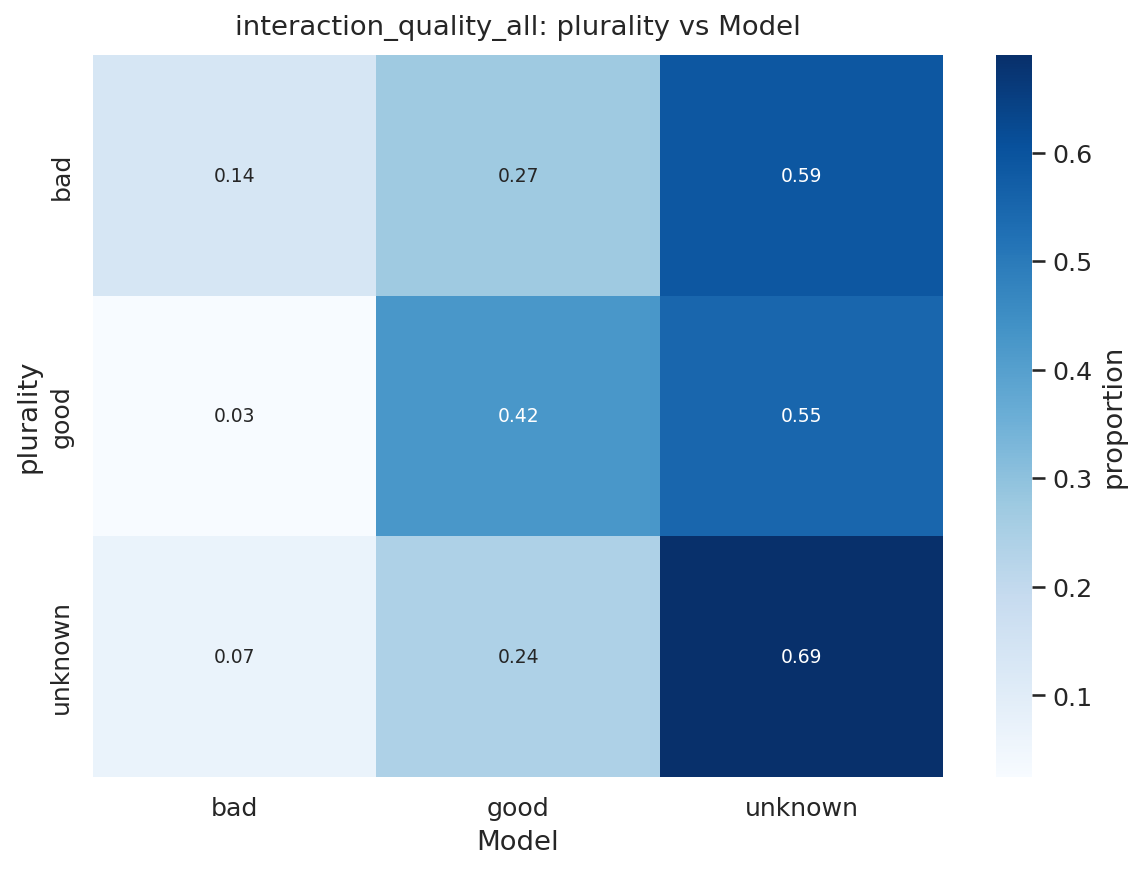 interaction_quality_all: plurality vs Model
bad
0.14
0.27
0.59
good
0.03
0.42
0.55
unknown
0.07
0.24
0.69
plurality
bad
good
unknown
Model
0.6
0.5
0.4
0.3
0.2
0.1
proportion